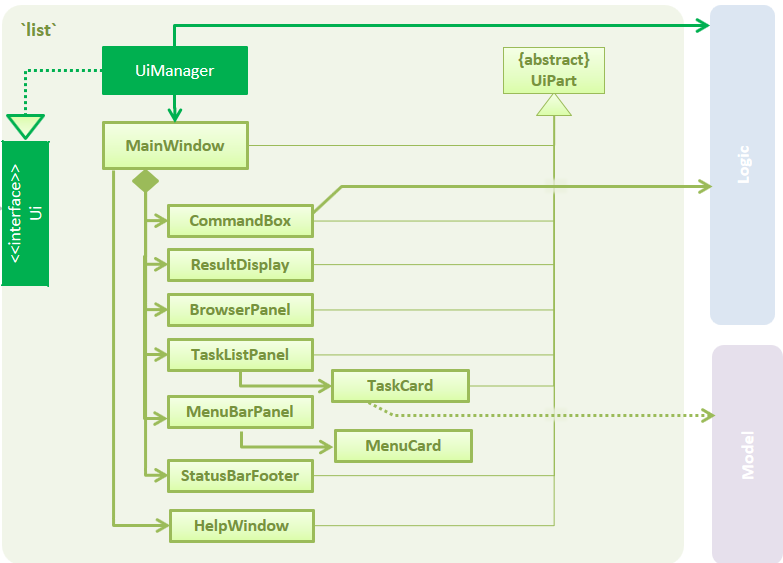 `list`
UiManager
{abstract}
UiPart
MainWindow
<<interface>>
Ui
Logic
CommandBox
ResultDisplay
BrowserPanel
TaskListPanel
TaskCard
MenuBarPanel
MenuCard
Model
StatusBarFooter
HelpWindow